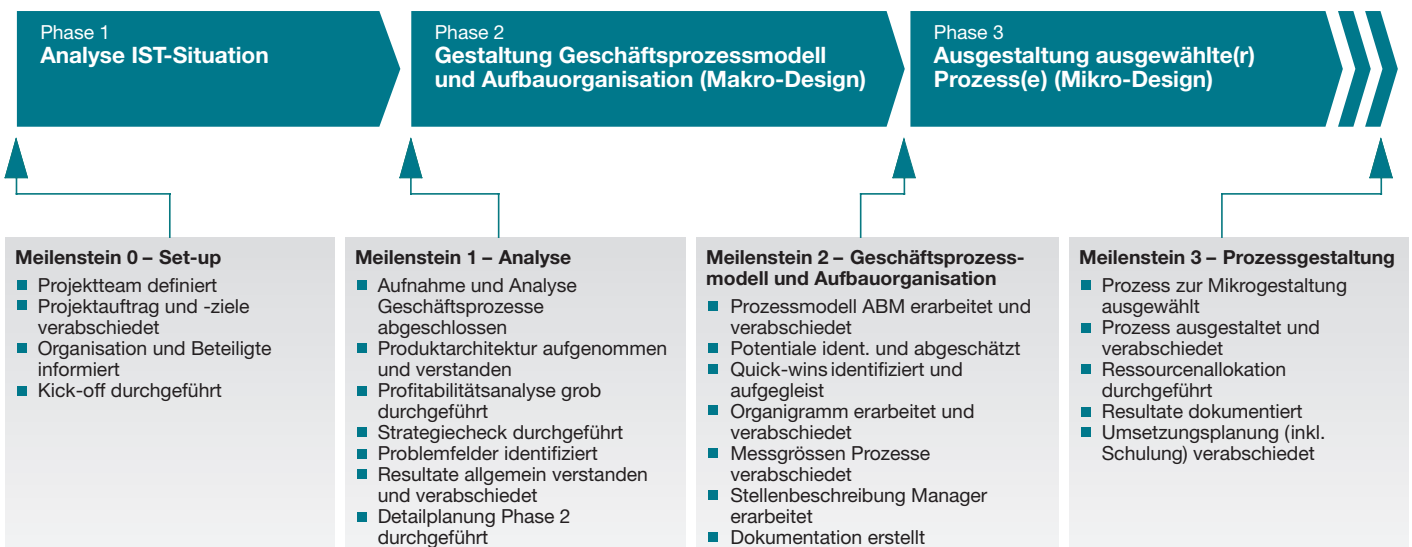 Phase 1
Analyse IST-Situation
Phase 2
Gestaltung Geschäftsprozessmodell
und Aufbauorganisation (Makro-Design)
Phase 3
Ausgestaltung ausgewählte(r)
Prozess(e) (Mikro-Design)
Meilenstein 0 – Set-up
Projektteam definiert
Projektauftrag und -ziele
verabschiedet
Organisation und Beteiligte
informiert
Kick-off durchgeführt
Meilenstein 1 – Analyse
Aufnahme und Analyse
Geschäftsprozesse
abgeschlossen
Produktarchitektur aufgenommen
und verstanden
Profitabilitätsanalyse grob
durchgeführt
Strategiecheck durchgeführt
Problemfelder identifiziert
Resultate allgemein verstanden
und verabschiedet
Detailplanung Phase 2
durchgeführt
Meilenstein 2 – Geschäftsprozess-
modell und Aufbauorganisation
Prozessmodell ABM erarbeitet und
verabschiedet
Potentiale ident. und abgeschätzt
Quick-wins identifiziert und
aufgegleist
Organigramm erarbeitet und
verabschiedet
Messgrössen Prozesse
verabschiedet
Stellenbeschreibung Manager
erarbeitet
Dokumentation erstellt
Meilenstein 3 – Prozessgestaltung
Prozess zur Mikrogestaltung
ausgewählt
Prozess ausgestaltet und
verabschiedet
Ressourcenallokation
durchgeführt
Resultate dokumentiert
Umsetzungsplanung (inkl.
Schulung) verabschiedet